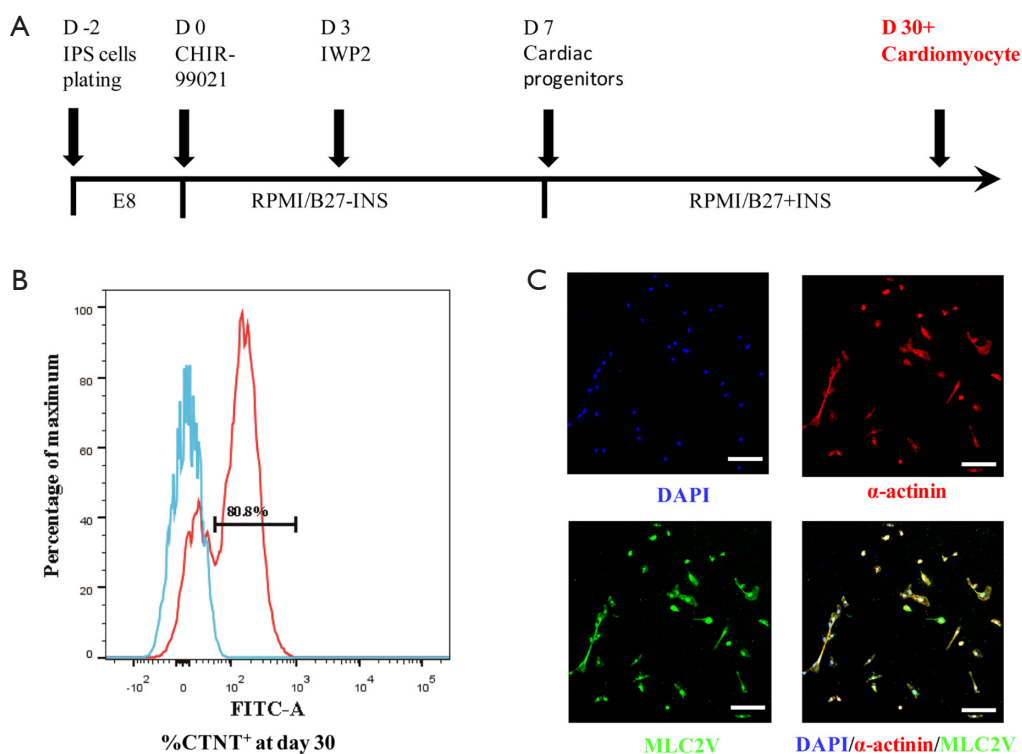 A
D -2
IPS cells
plating
D 0
CHIR-
99021
D 3
IWP2
D 7
Cardiac
progenitors
D 30+
Cardiomyocyte
E8
RPMI/B27-INS
RPMI/B27+INS
B
Percentage of maximum
100
80
40
20
0
80.8%
-10²
0
10²
10³
10⁴
10⁵
FITC-A
%CTNT⁺ at day 30
C
DAPI
α-actinin
MLC2V
DAPI/α-actinin/MLC2V